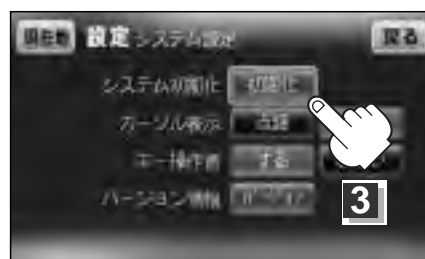 現在地 設定 システム設定 戻る
システム初期化 初期化
カーソル表示 点語
キー操作音 する
バージョン情報 バージョン
3